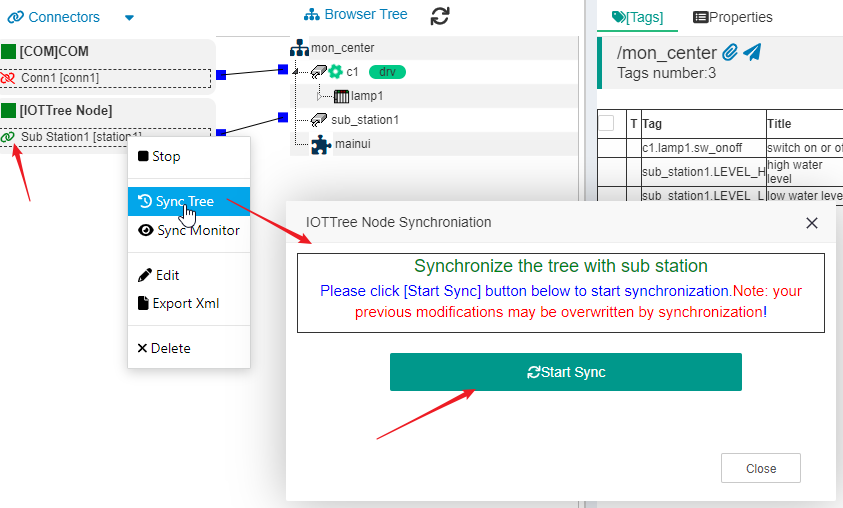 Connectors
Browser Tree
[Tags]
Properties
[COM]COM
Conn1 [conn1]
[IOTTree Node]
Sub Station1 [station1]
mon_center
c1 drv
lamp1
sub_station1
mainui
/mon_center
Tags number:3
T Tag Title
c1.lamp1.sw_onoff switch on or of
sub_station1.LEVEL_H high water
level
sub_station1.LEVEL_L low water leve
Stop
Sync Tree
Sync Monitor
Edit
Export Xml
Delete
IOTTree Node Synchroniation
Synchronize the tree with sub station
Please click [Start Sync] button below to start synchronization.Note: your
previous modifications may be overwritten by synchronization!
Start Sync
Close